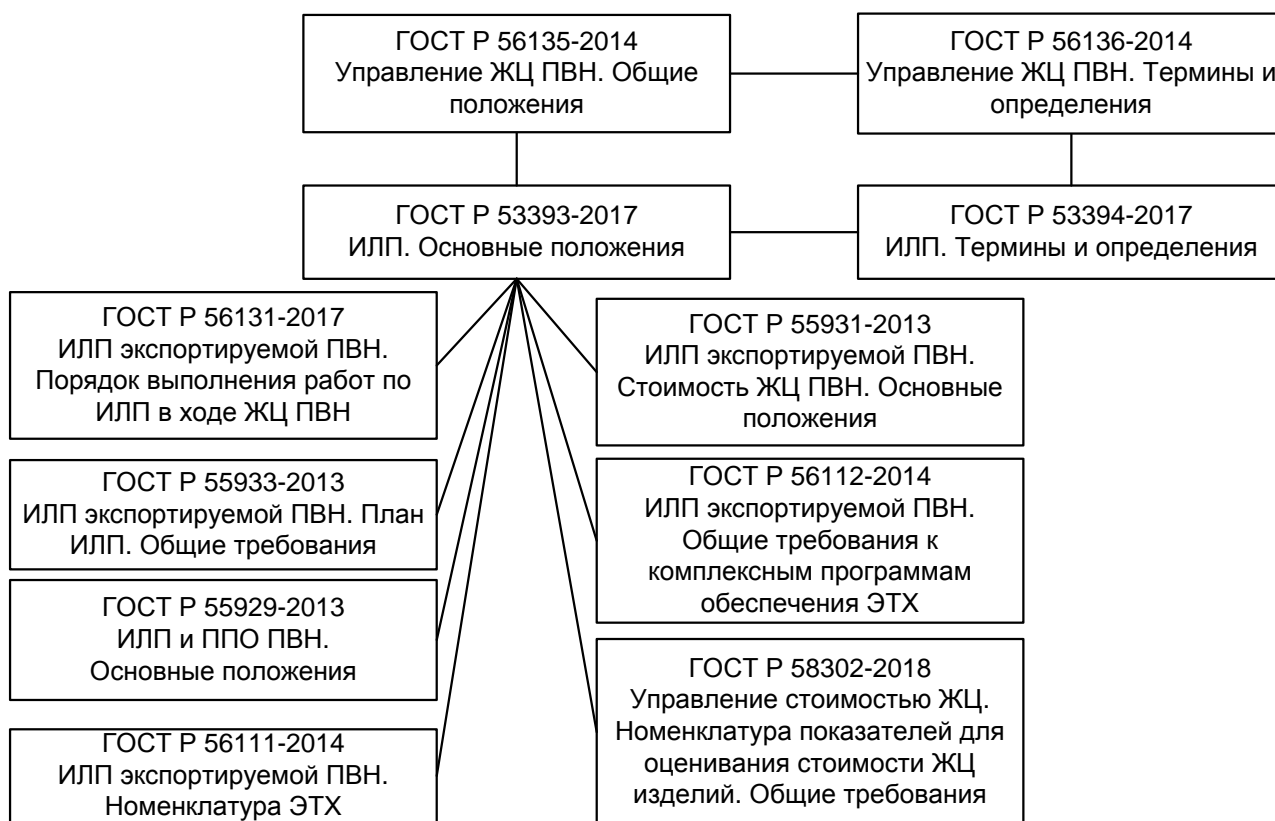 ГОСТ Р 56135-2014
Управление ЖЦ ПВН. Общие
положения
ГОСТ Р 56136-2014
Управление ЖЦ ПВН. Термины и
определения
ГОСТ Р 53393-2017
ИЛП. Основные положения
ГОСТ Р 53394-2017
ИЛП. Термины и определения
ГОСТ Р 56131-2017
ИЛП экспортируемой ПВН.
Порядок выполнения работ по
ИЛП в ходе ЖЦ ПВН
ГОСТ Р 55931-2013
ИЛП экспортируемой ПВН.
Стоимость ЖЦ ПВН. Основные
положения
ГОСТ Р 55933-2013
ИЛП экспортируемой ПВН. План
ИЛП. Общие требования
ГОСТ Р 56112-2014
ИЛП экспортируемой ПВН.
Общие требования к
комплексным программам
обеспечения ЭТХ
ГОСТ Р 55929-2013
ИЛП и ППО ПВН.
Основные положения
ГОСТ Р 58302-2018
Управление стоимостью ЖЦ.
Номенклатура показателей для
оценивания стоимости ЖЦ
изделий. Общие требования
ГОСТ Р 56111-2014
ИЛП экспортируемой ПВН.
Номенклатура ЭТХ